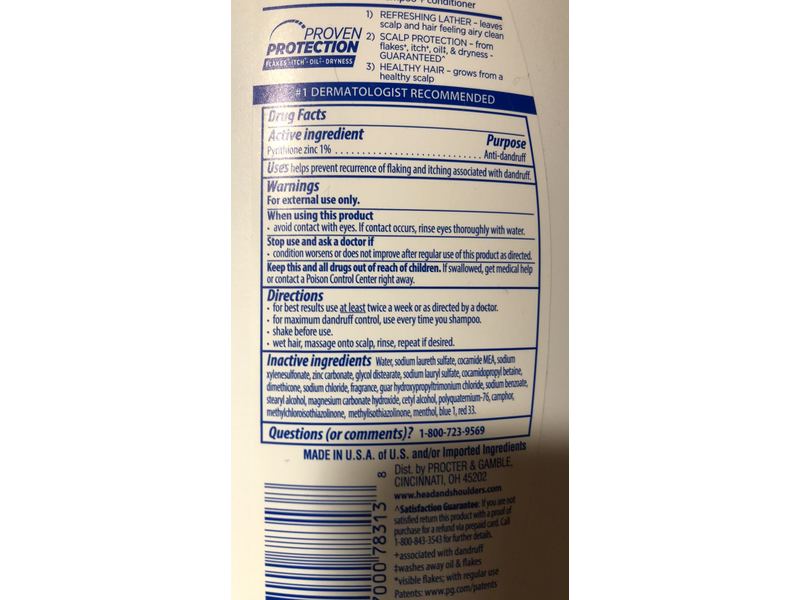 + conditioner
PROVEN
PROTECTION
FLAKES* • ITCH+ • OIL‡ • DRYNESS
1) REFRESHING LATHER – leaves
scalp and hair feeling airy clean
2) SCALP PROTECTION – from
flakes*, itch+, oil‡, & dryness -
GUARANTEED^
3) HEALTHY HAIR – grows from a
healthy scalp
#1 DERMATOLOGIST RECOMMENDED
Drug Facts
Active ingredient Purpose
Pyrithione zinc 1% . . . . . . . . . . . . . . . . . . . . . . . . . . . Anti-dandruff
Uses helps prevent recurrence of flaking and itching associated with dandruff.
Warnings
For external use only.
When using this product
• avoid contact with eyes. If contact occurs, rinse eyes thoroughly with water.
Stop use and ask a doctor if
• condition worsens or does not improve after regular use of this product as directed.
Keep this and all drugs out of reach of children. If swallowed, get medical help
or contact a Poison Control Center right away.
Directions
• for best results use at least twice a week or as directed by a doctor.
• for maximum dandruff control, use every time you shampoo.
• shake before use.
• wet hair, massage onto scalp, rinse, repeat if desired.
Inactive ingredients Water, sodium laureth sulfate, cocamide MEA, sodium
xylenesulfonate, zinc carbonate, glycol distearate, sodium lauryl sulfate, cocamidopropyl betaine,
dimethicone, sodium chloride, fragrance, guar hydroxypropyltrimonium chloride, sodium benzoate,
stearyl alcohol, magnesium carbonate hydroxide, cetyl alcohol, polyquaternium-76, camphor,
methylchloroisothiazolinone, methylisothiazolinone, menthol, blue 1, red 33.
Questions (or comments)? 1-800-723-9569
MADE IN U.S.A. of U.S. and/or Imported Ingredients
Dist. by PROCTER & GAMBLE,
CINCINNATI, OH 45202
www.headandshoulders.com
^Satisfaction Guarantee: If you are not
satisfied return this product with a proof of
purchase for a refund via prepaid card. Call
1-800-843-3543 for further details.
+associated with dandruff
‡washes away oil & flakes
*visible flakes; with regular use
Patents: www.pg.com/patents
7000 78313 8